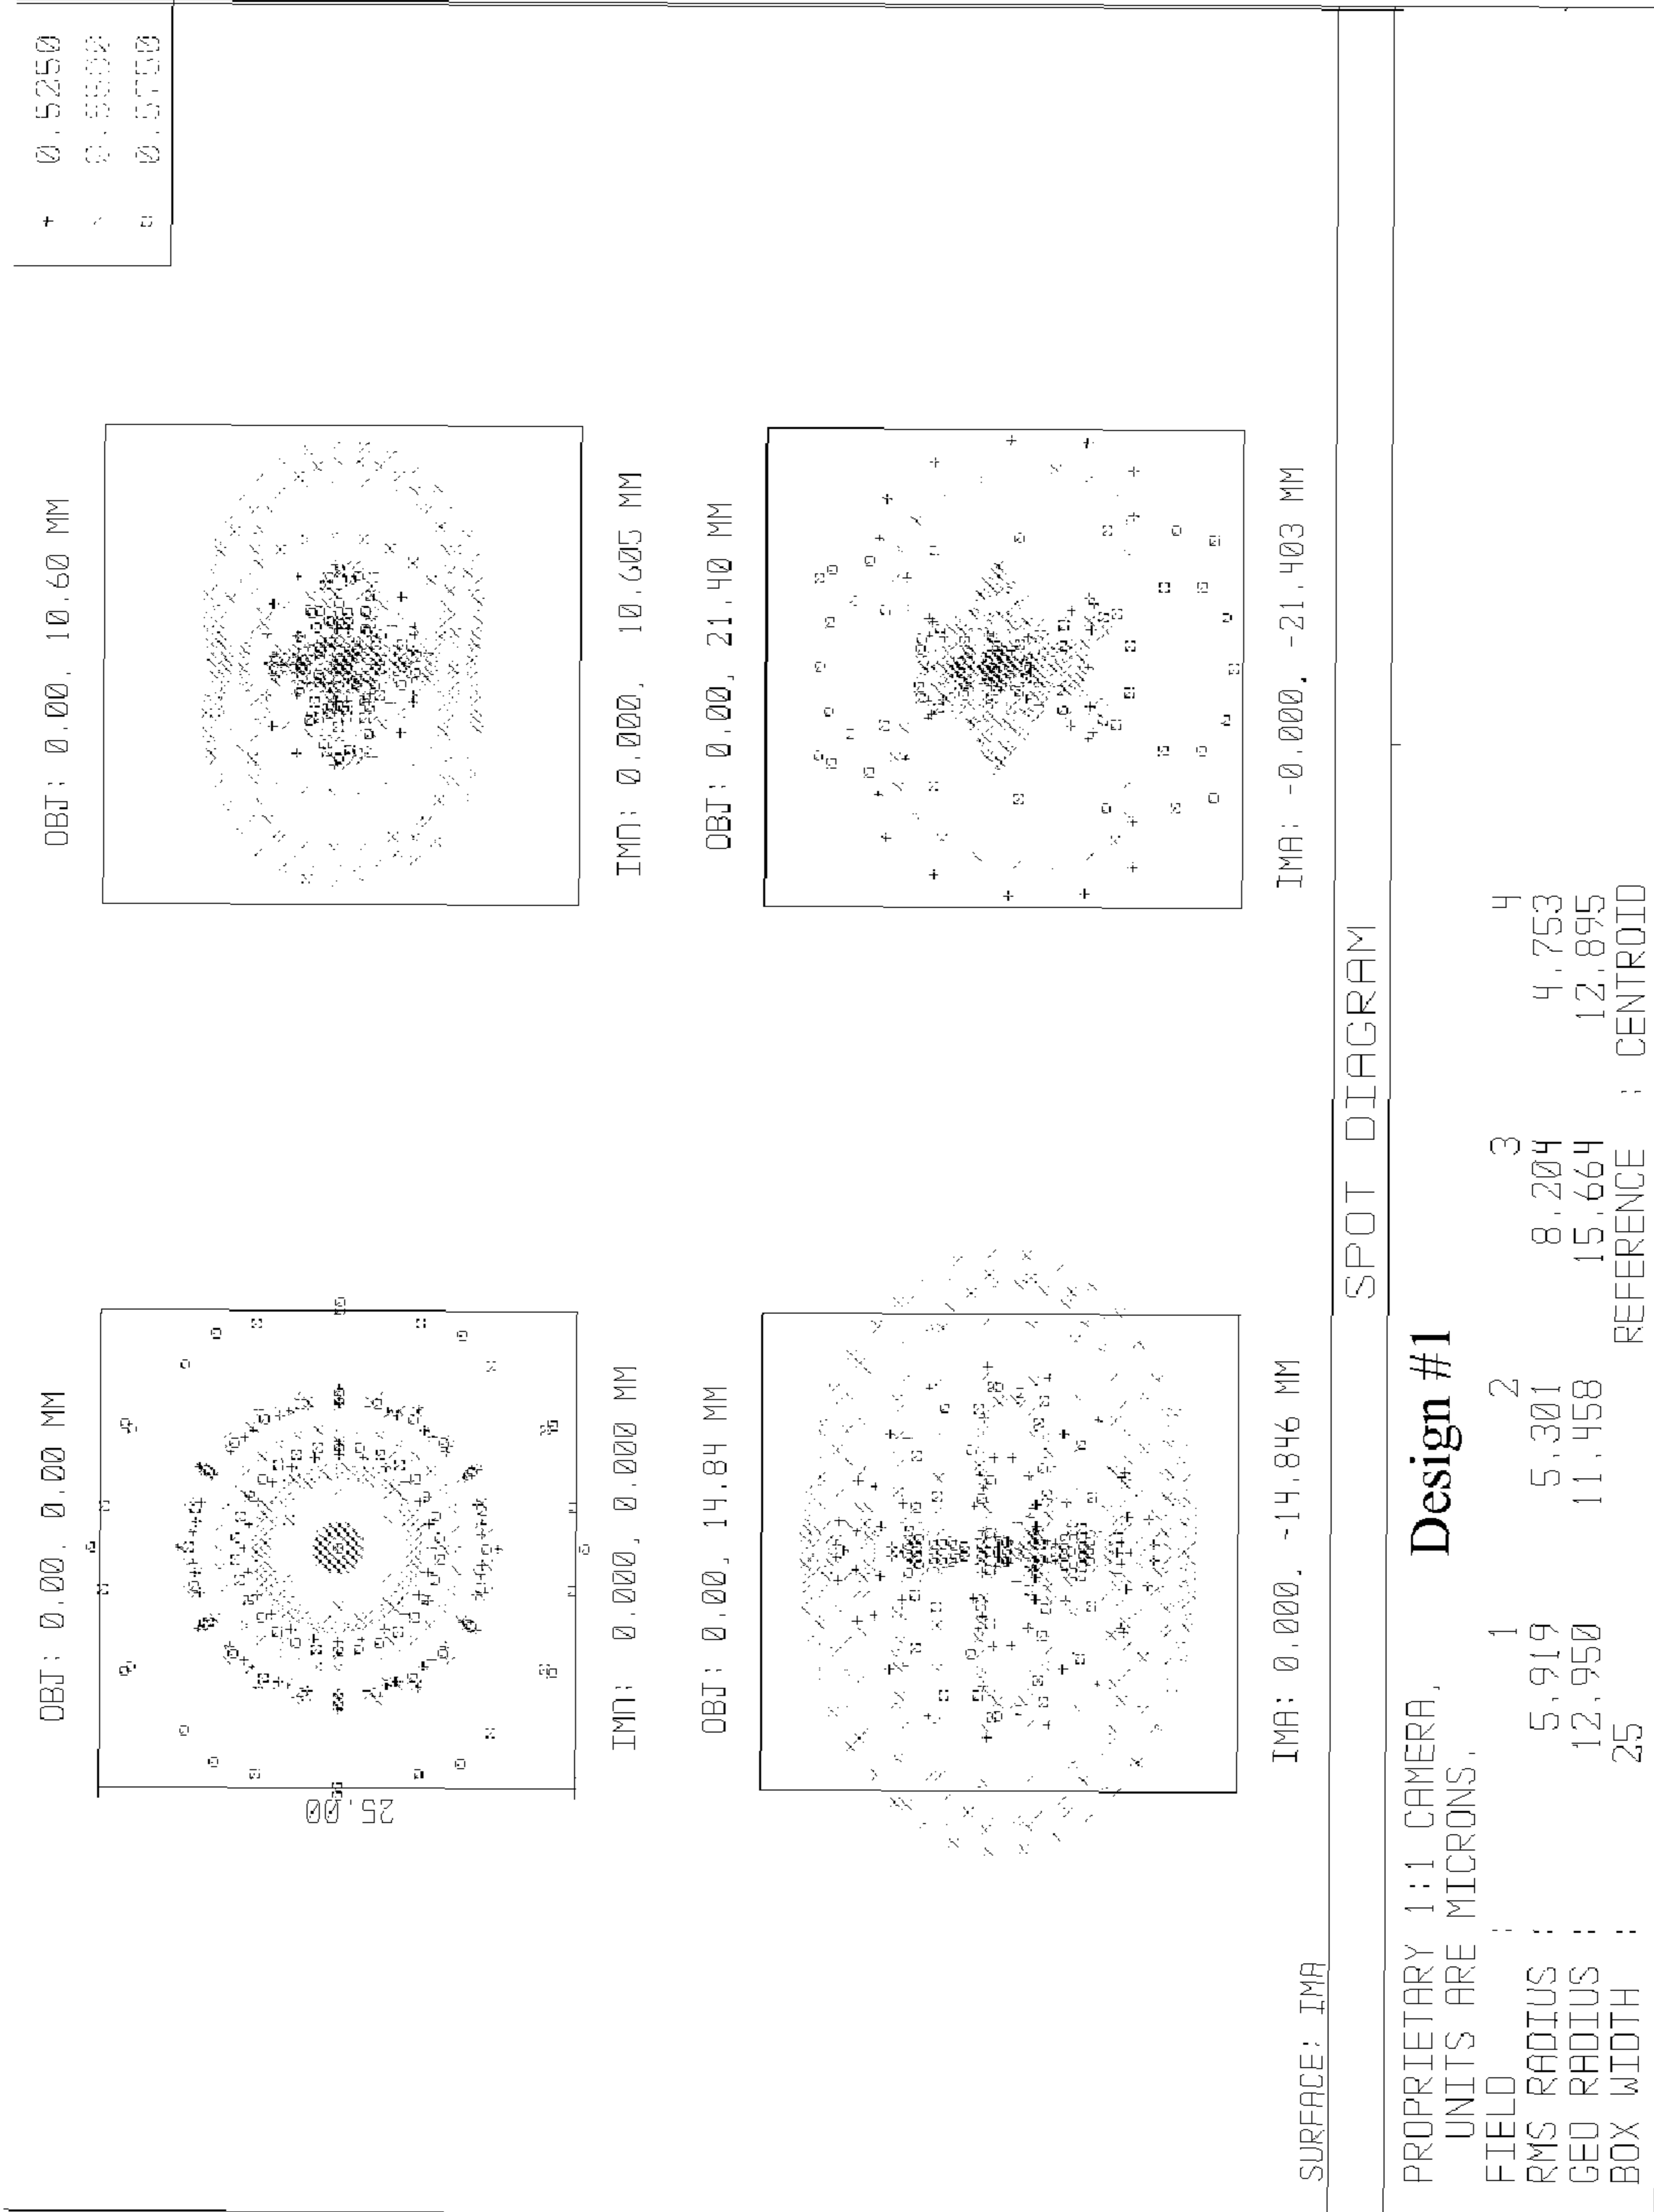 OBJ: 0.00, 0.00 MM
OBJ: 0.00, 10.60 MM
+ 0.5250
× 0.5500
□ 0.5750
25.00
IMA: 0.000, 0.000 MM
IMA: 0.000, 10.605 MM
OBJ: 0.00, 14.84 MM
OBJ: 0.00, 21.40 MM
IMA: 0.000, -14.846 MM
IMA: -0.000, -21.403 MM
SURFACE: IMA
SPOT DIAGRAM
PROPRIETARY 1:1 CAMERA,
Design #1
UNITS ARE MICRONS.
FIELD : 1 2 3 4
RMS RADIUS : 5.919 5.301 8.204 4.753
GEO RADIUS : 12.950 11.458 15.664 12.895
BOX WIDTH : 25 REFERENCE : CENTROID